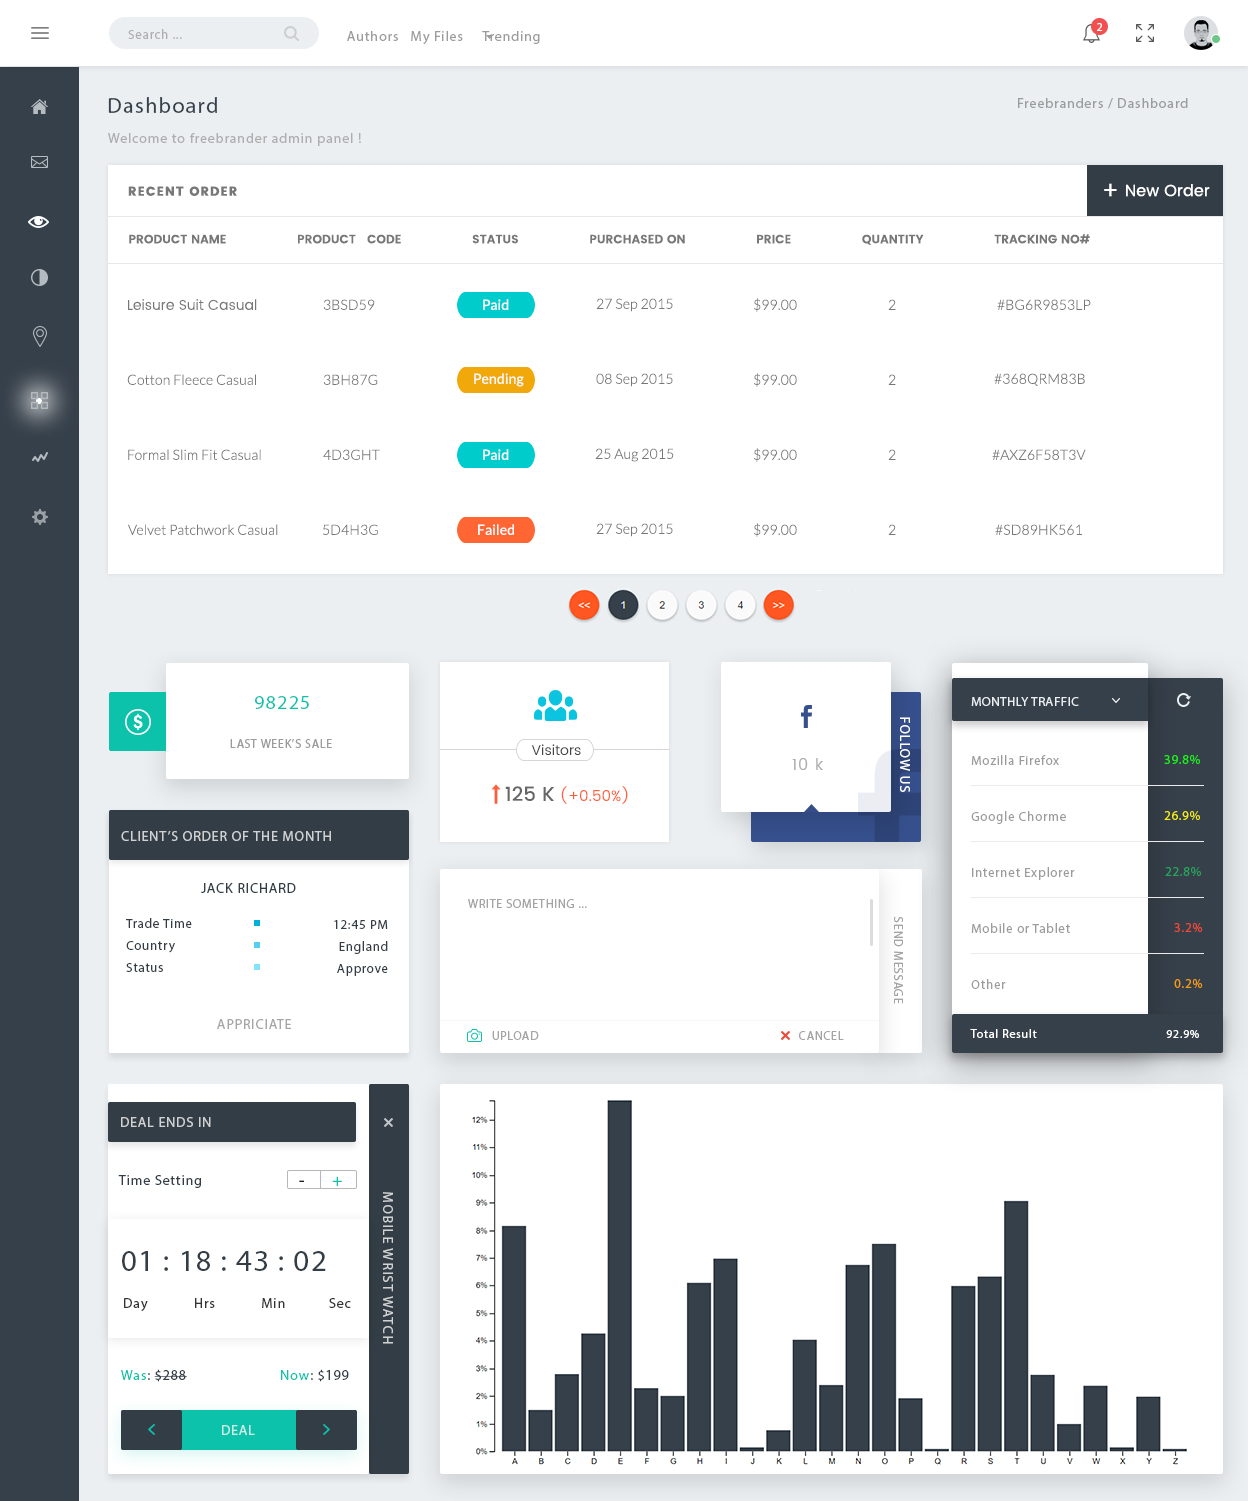 Search ...
Authors My Files Trending
2
Dashboard
Freebranders / Dashboard
Welcome to freebrander admin panel !
RECENT ORDER
+ New Order
PRODUCT NAME PRODUCT CODE STATUS PURCHASED ON PRICE QUANTITY TRACKING NO#
Leisure Suit Casual 3BSD59 Paid 27 Sep 2015 $99.00 2 #BG6R9853LP
Cotton Fleece Casual 3BH87G Pending 08 Sep 2015 $99.00 2 #368QRM83B
Formal Slim Fit Casual 4D3GHT Paid 25 Aug 2015 $99.00 2 #AXZ6F58T3V
Velvet Patchwork Casual 5D4H3G Failed 27 Sep 2015 $99.00 2 #SD89HK561
<< 1 2 3 4 >>
98225
LAST WEEK'S SALE
Visitors
125 K (+0.50%)
10 k
FOLLOW US
MONTHLY TRAFFIC
Mozilla Firefox 39.8%
Google Chorme 26.9%
Internet Explorer 22.8%
Mobile or Tablet 3.2%
Other 0.2%
Total Result 92.9%
CLIENT'S ORDER OF THE MONTH
JACK RICHARD
Trade Time 12:45 PM
Country England
Status Approve
APPRICIATE
WRITE SOMETHING ...
SEND MESSAGE
UPLOAD
CANCEL
DEAL ENDS IN
Time Setting - +
01 : 18 : 43 : 02
Day Hrs Min Sec
Was: $288 Now: $199
DEAL
MOBILE WRIST WATCH
12%
11%
10%
9%
8%
7%
6%
5%
4%
3%
2%
1%
0%
A B C D E F G H I J K L M N O P Q R S T U V W X Y Z